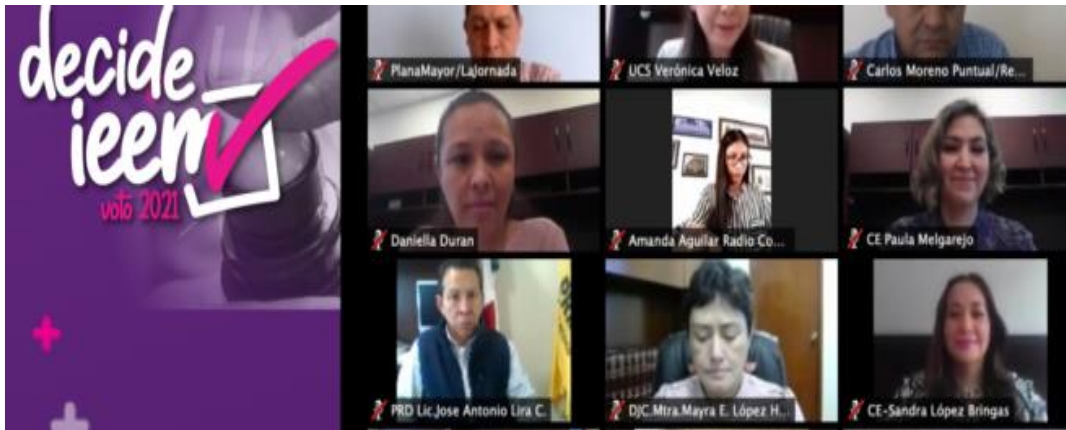 decide
ieem
voto 2021
PlanaMayor/LaJornada
UCS Verónica Veloz
Carlos Moreno Puntual/Re...
Daniella Duran
Amanda Aguilar Radio Co...
CE Paula Melgarejo
PRD Lic.Jose Antonio Lira C.
DJC.Mtra.Mayra E. López H...
CE-Sandra López Bringas